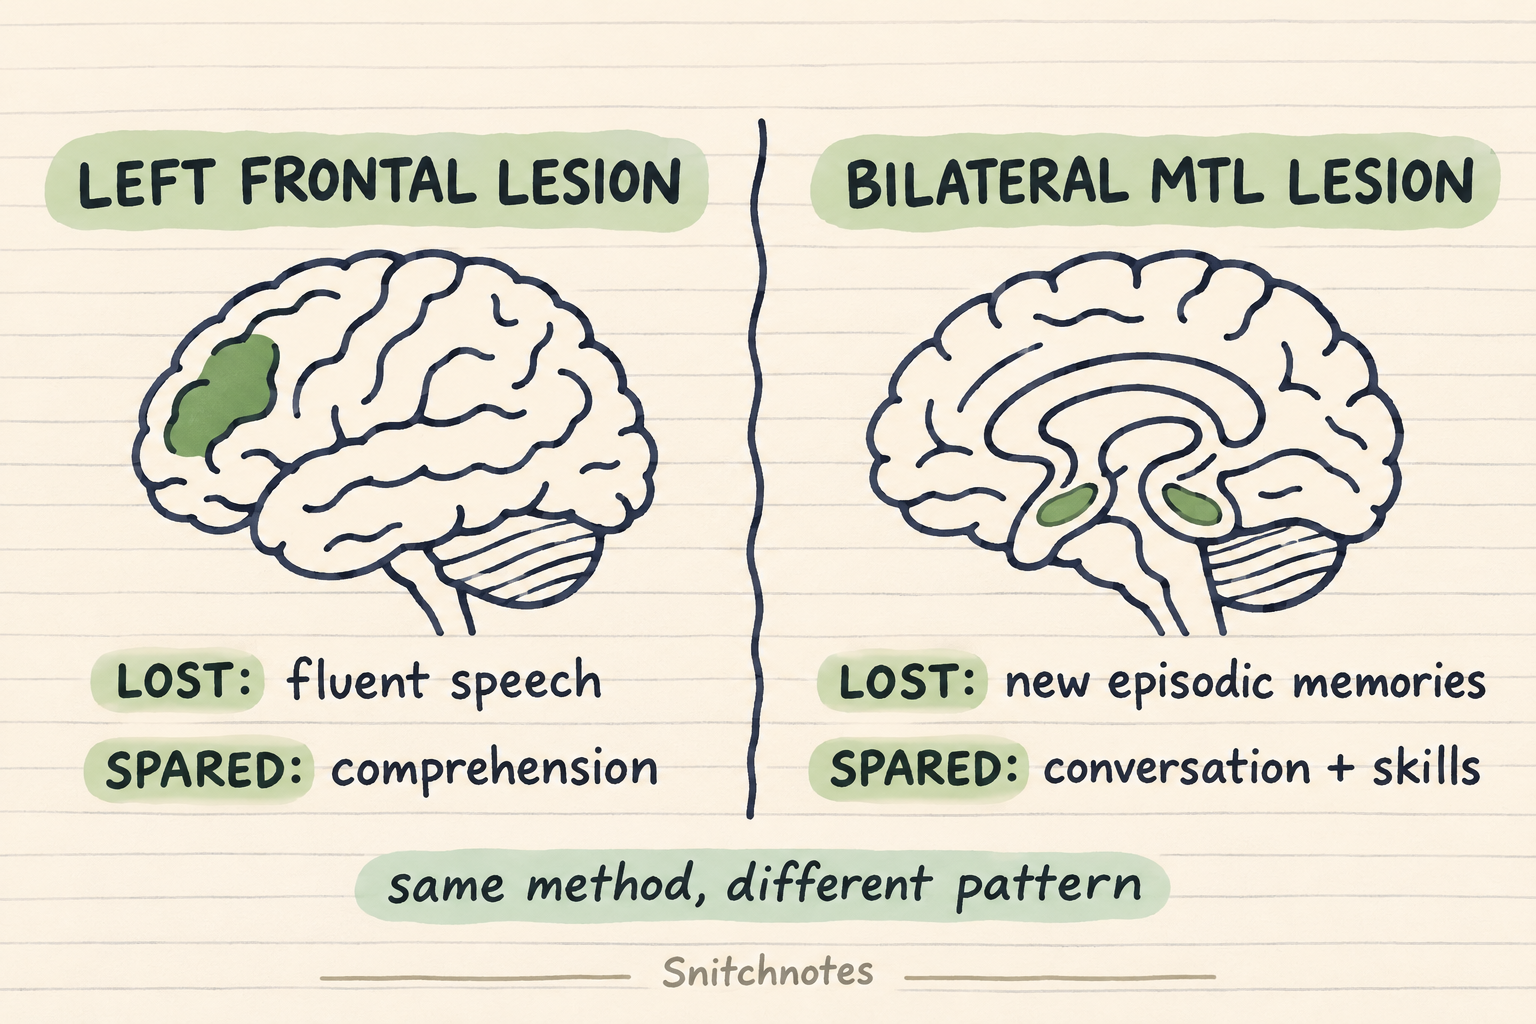 LEFT FRONTAL LESION
LOST: fluent speech
SPARED: comprehension
BILATERAL MTL LESION
LOST: new episodic memories
SPARED: conversation + skills
same method, different pattern
Snitchnotes